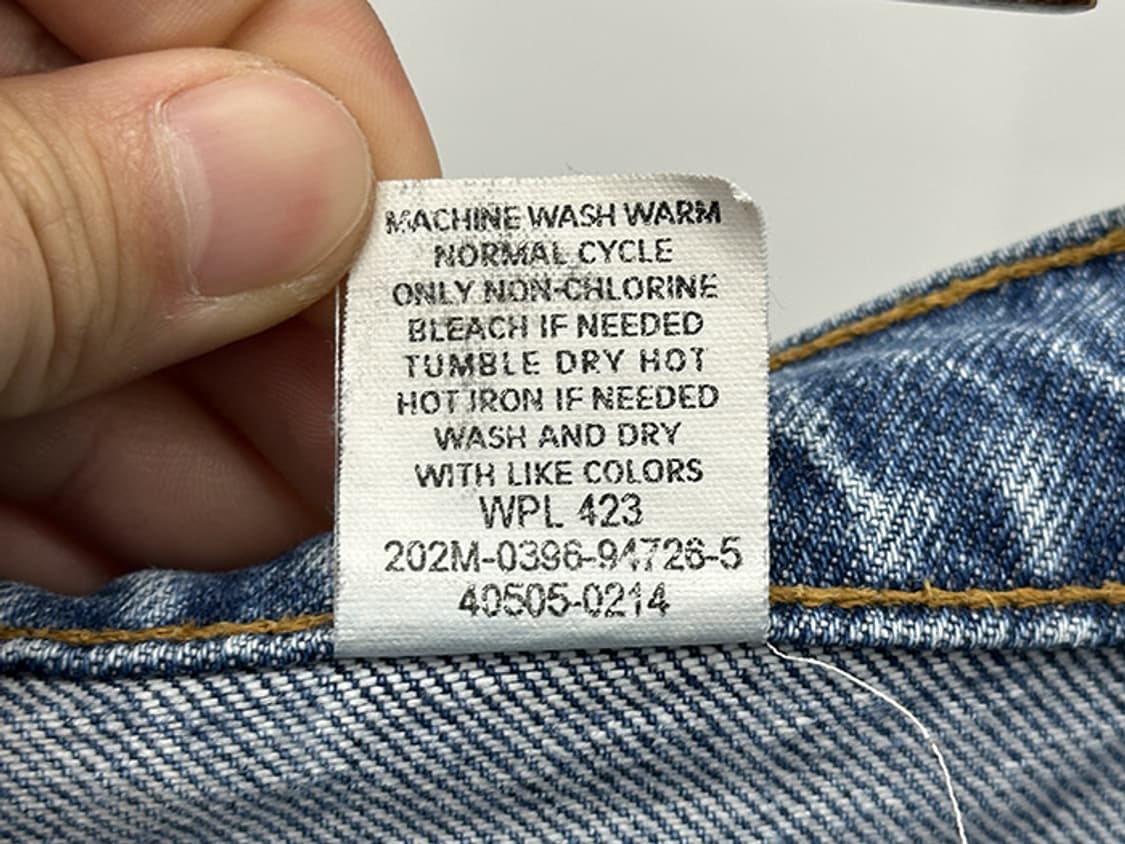 MACHINE WASH WARM
NORMAL CYCLE
ONLY NON-CHLORINE
BLEACH IF NEEDED
TUMBLE DRY HOT
HOT IRON IF NEEDED
WASH AND DRY
WITH LIKE COLORS
WPL 423
202M-0396-94726-5
40505-0214